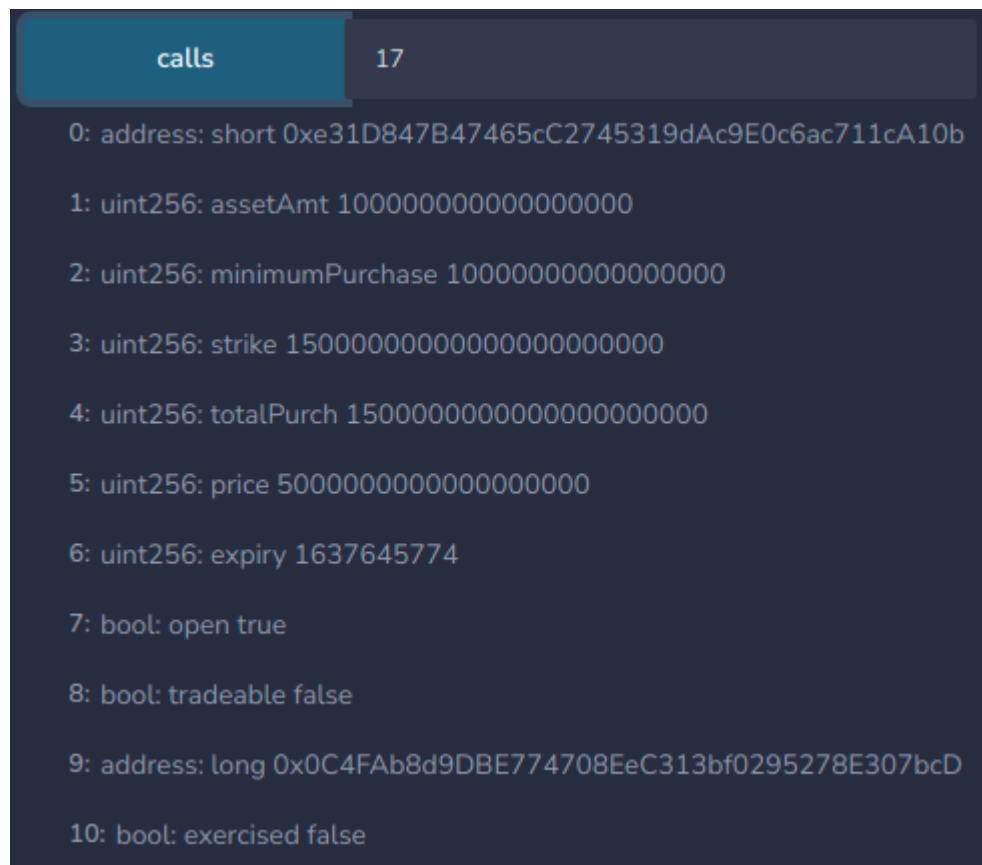 calls 17
0: address: short 0xe31D847B47465cC2745319dAc9E0c6ac711cA10b
1: uint256: assetAmt 100000000000000000
2: uint256: minimumPurchase 10000000000000000
3: uint256: strike 15000000000000000000000
4: uint256: totalPurch 1500000000000000000000
5: uint256: price 5000000000000000000
6: uint256: expiry 1637645774
7: bool: open true
8: bool: tradeable false
9: address: long 0x0C4FAb8d9DBE774708EeC313bf0295278E307bcD
10: bool: exercised false